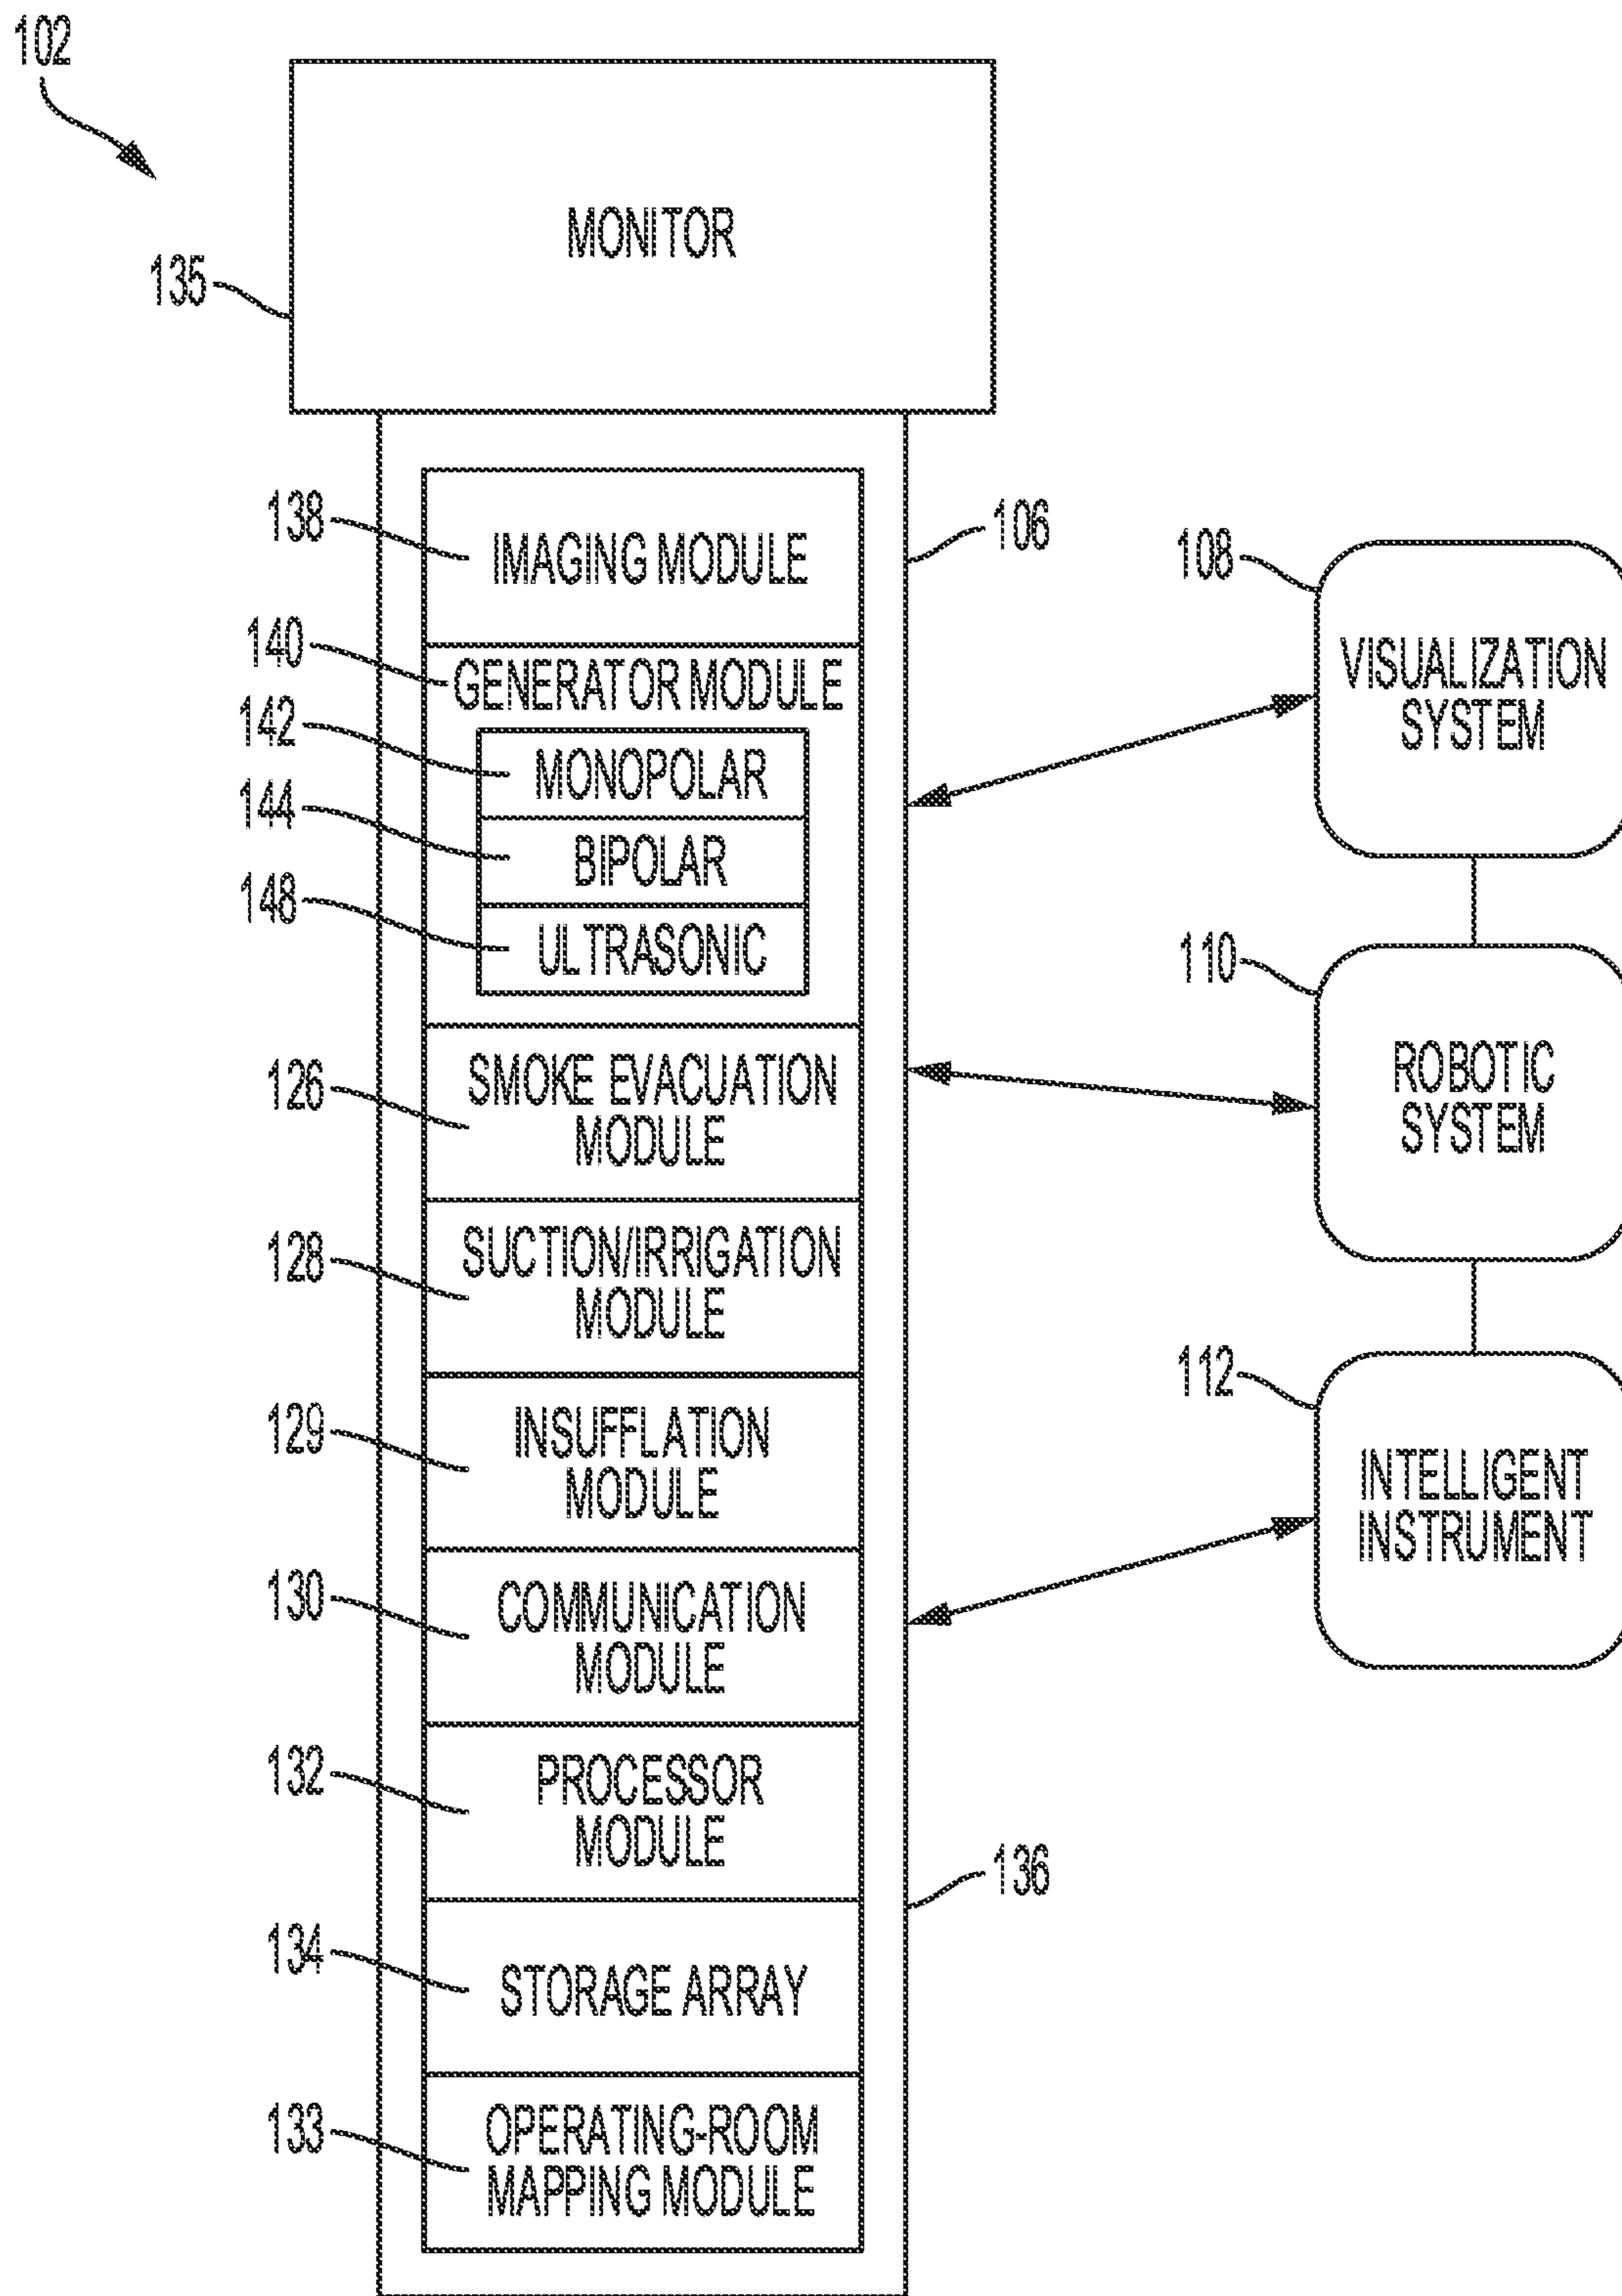 102
MONITOR
135
138
IMAGING MODULE
106
108
VISUALIZATION
SYSTEM
140
GENERATOR MODULE
142
MONOPOLAR
144
BIPOLAR
148
ULTRASONIC
110
ROBOTIC
SYSTEM
126
SMOKE EVACUATION
MODULE
128
SUCTION/IRRIGATION
MODULE
112
INTELLIGENT
INSTRUMENT
129
INSUFFLATION
MODULE
130
COMMUNICATION
MODULE
132
PROCESSOR
MODULE
136
134
STORAGE ARRAY
133
OPERATING-ROOM
MAPPING MODULE